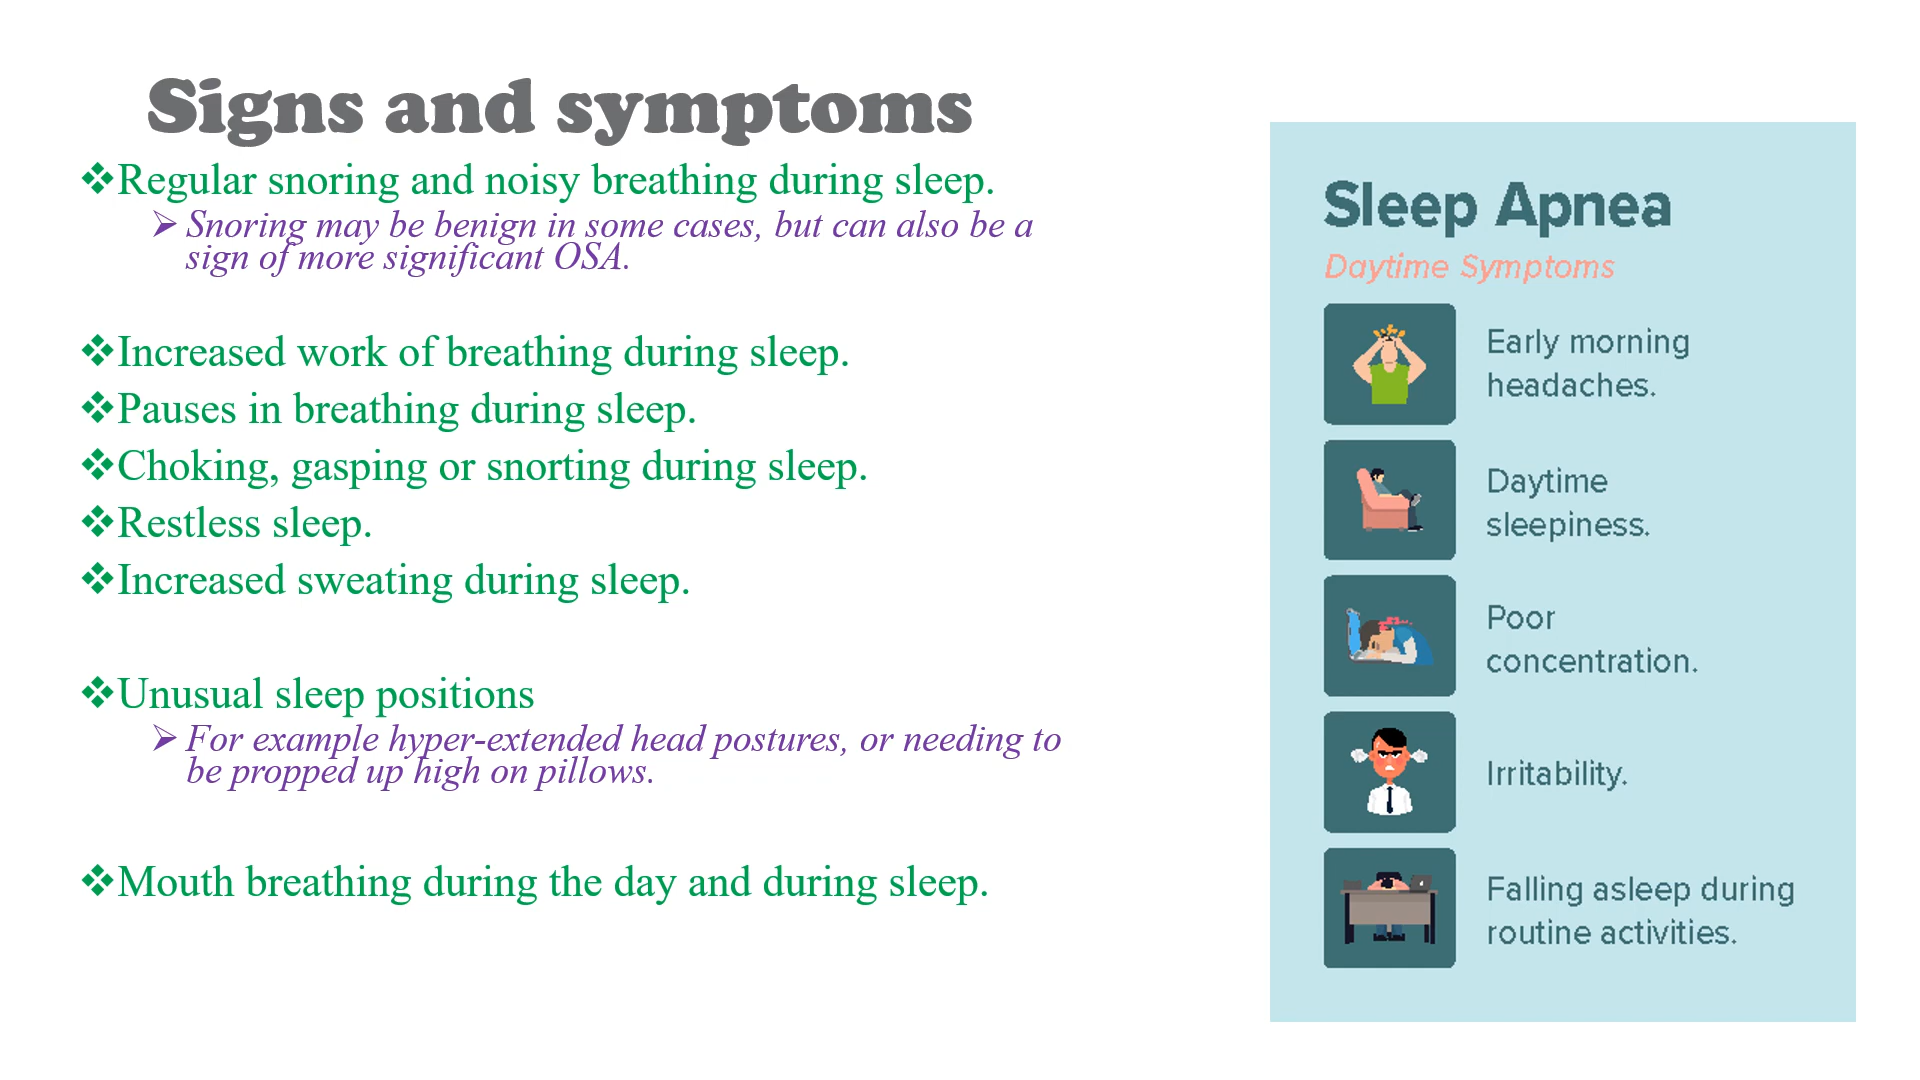 Signs and symptoms
❖Regular snoring and noisy breathing during sleep.
➢ Snoring may be benign in some cases, but can also be a
sign of more significant OSA.
❖Increased work of breathing during sleep.
❖Pauses in breathing during sleep.
❖Choking, gasping or snorting during sleep.
❖Restless sleep.
❖Increased sweating during sleep.
❖Unusual sleep positions
➢ For example hyper-extended head postures, or needing to
be propped up high on pillows.
❖Mouth breathing during the day and during sleep.
Sleep Apnea
Daytime Symptoms
Early morning
headaches.
Daytime
sleepiness.
Poor
concentration.
Irritability.
Falling asleep during
routine activities.